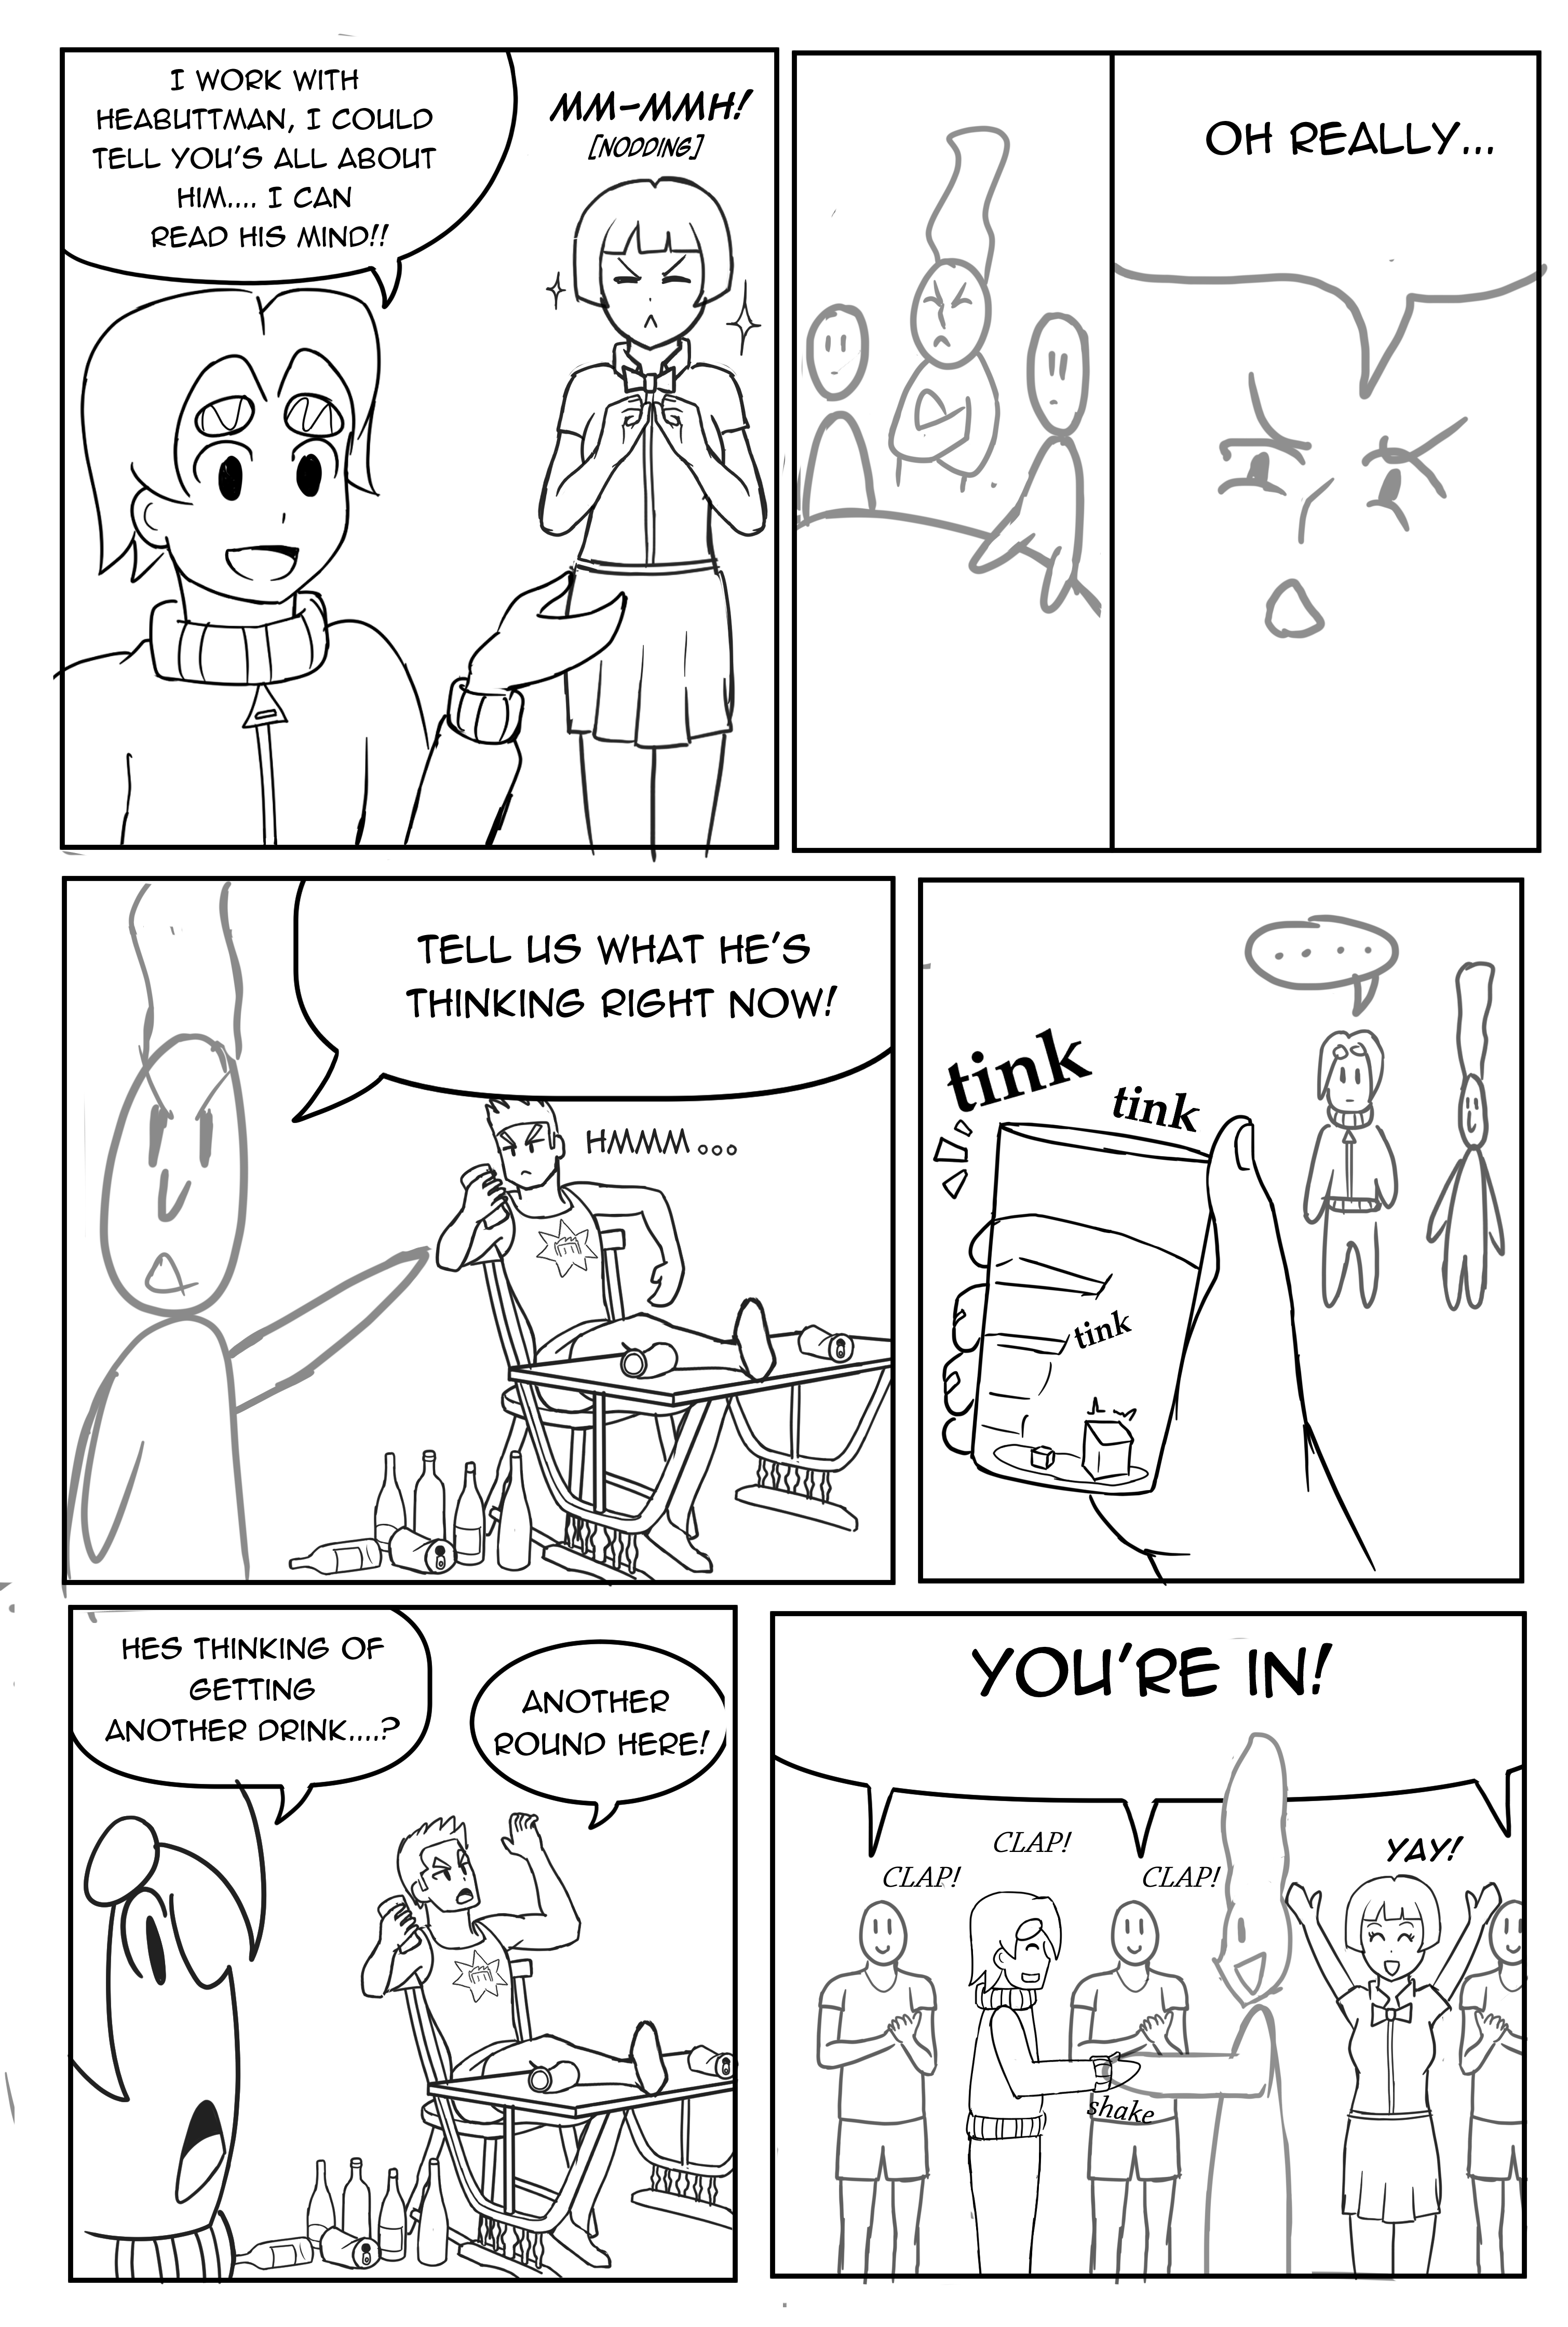 I WORK WITH
HEABUTTMAN, I COULD
TELL YOU'S ALL ABOUT
HIM.... I CAN
READ HIS MIND!!
MM-MMH!
[NODDING]
OH REALLY...
TELL US WHAT HE'S
THINKING RIGHT NOW!
HMMM...
....
tink
tink
tink
HES THINKING OF
GETTING
ANOTHER DRINK....?
ANOTHER
ROUND HERE!
YOU'RE IN!
CLAP!
CLAP!
CLAP!
YAY!
shake